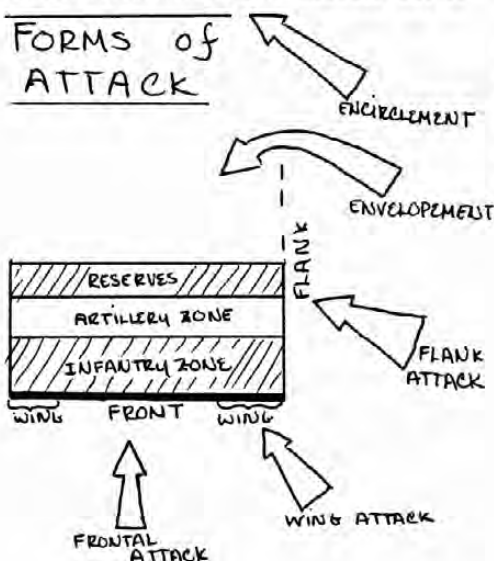 FORMS of
ATTACK
ENCIRCLEMENT
ENVELOPEMENT
FLANK
RESERVES
ARTILLERY ZONE
INFANTRY ZONE
FLANK
ATTACK
WING
FRONT
WING
WING ATTACK
FRONTAL
ATTACK